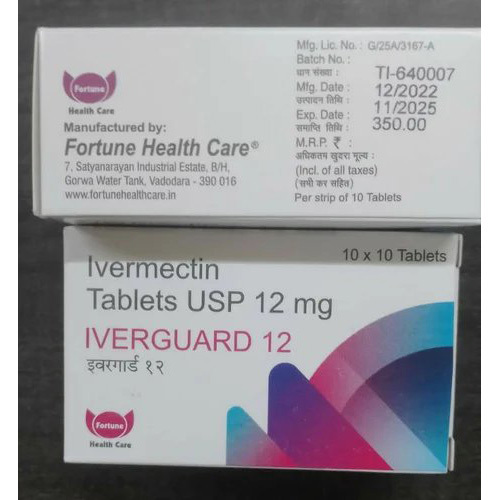 Fortune
Health Care
Manufactured by:
Fortune Health Care®
7, Satyanarayan Industrial Estate, B/H,
Gorwa Water Tank, Vadodara - 390 016
www.fortunehealthcare.in
Mfg. Lic. No. : G/25A/3167-A
Batch No. :
धान संख्या : TI-640007
Mfg. Date : 12/2022
उत्पादन तिथि :
Exp. Date : 11/2025
समाप्ति तिथि : 350.00
M.R.P. ₹ :
अधिकतम खुदरा मूल्य :
(Incl. of all taxes)
(सभी कर सहित)
Per strip of 10 Tablets
10 x 10 Tablets
Ivermectin
Tablets USP 12 mg
IVERGUARD 12
इवरगार्ड १२
Fortune
Health Care